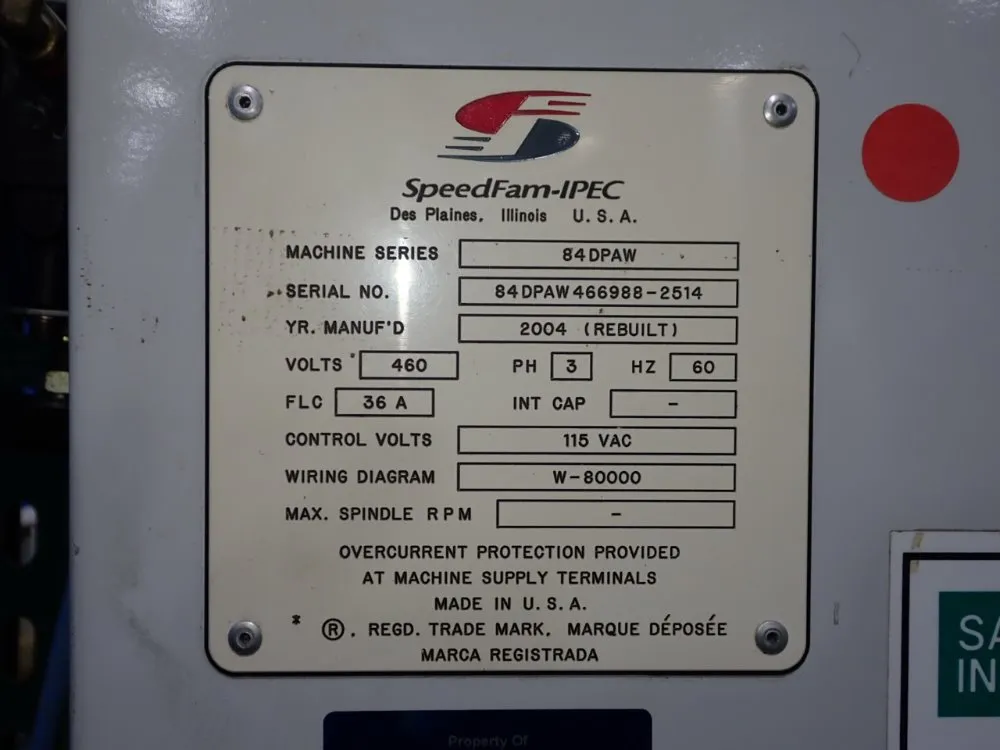 SpeedFam-IPEC
Des Plaines, Illinois U. S. A.
MACHINE SERIES 84DPAW
SERIAL NO. 84DPAW466988-2514
YR. MANUF'D 2004 (REBUILT)
VOLTS 460 PH 3 HZ 60
FLC 36 A INT CAP -
CONTROL VOLTS 115 VAC
WIRING DIAGRAM W-80000
MAX. SPINDLE RPM -
OVERCURRENT PROTECTION PROVIDED
AT MACHINE SUPPLY TERMINALS
MADE IN U. S. A.
* ®, REGD. TRADE MARK, MARQUE DÉPOSÉE
MARCA REGISTRADA
SA
IN
Property Of